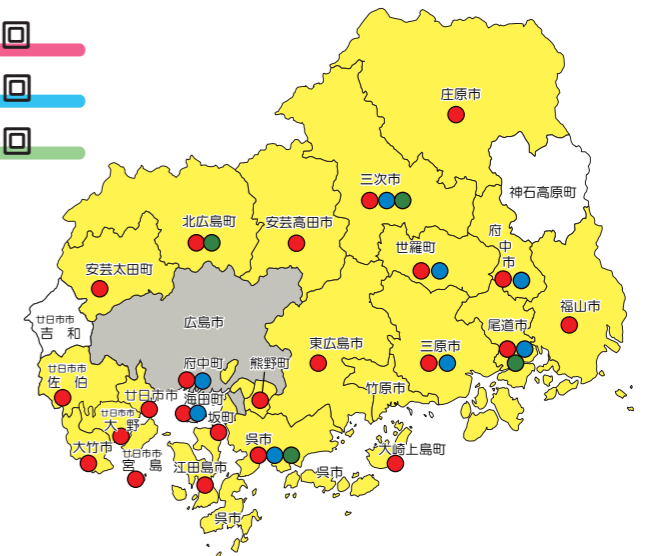 回
回
回
庄原市
三次市
神石高原町
北広島町
安芸高田市
府
中
市
世羅町
安芸太田町
福山市
廿日市市
吉 和
広島市
尾道市
東広島市
三原市
府中町
熊野町
廿日市市
佐 伯
竹原市
廿日市市
海田町
廿日市市
大 野
坂町
大竹市
廿日市市
宮 島
呉市
大崎上島町
江田島市
呉市
呉市